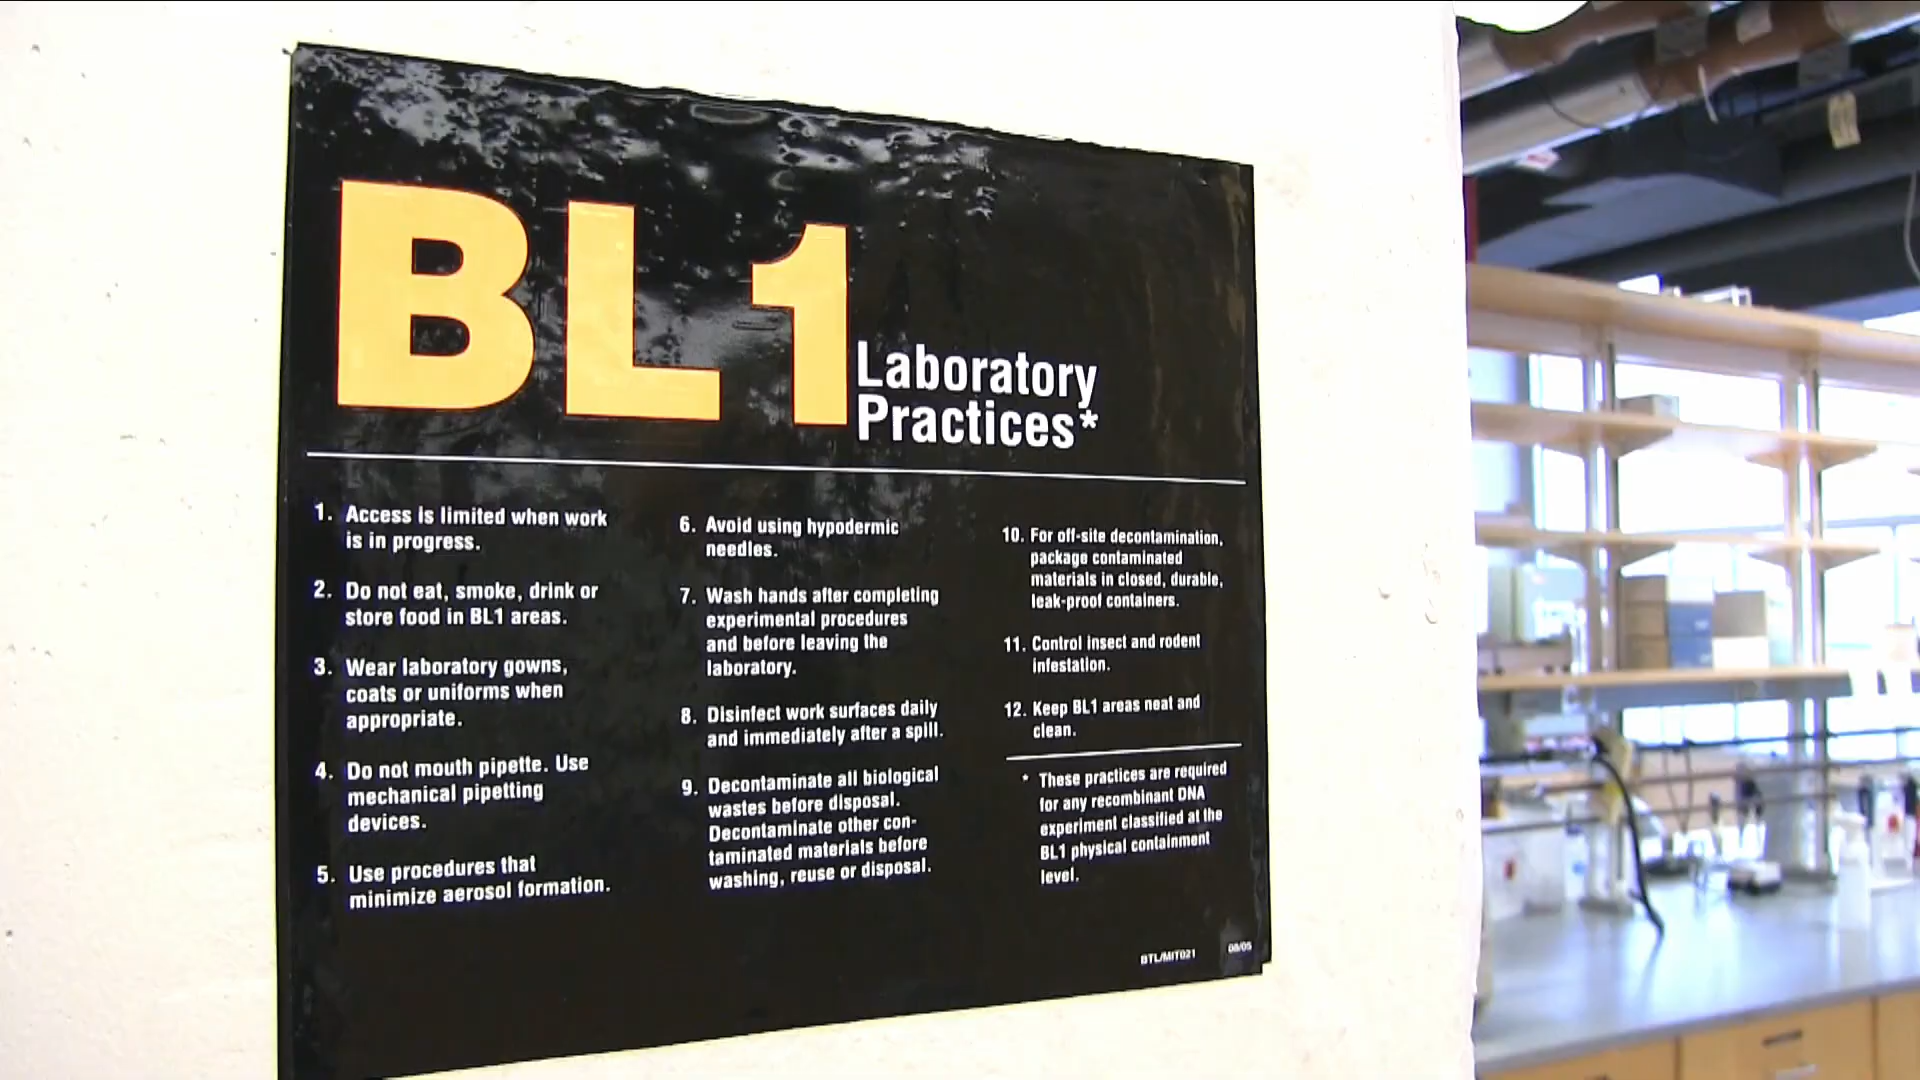 BL1
Laboratory
Practices*
1. Access is limited when work
is in progress.
2. Do not eat, smoke, drink or
store food in BL1 areas.
3. Wear laboratory gowns,
coats or uniforms when
appropriate.
4. Do not mouth pipette. Use
mechanical pipetting
devices.
5. Use procedures that
minimize aerosol formation.
6. Avoid using hypodermic
needles.
7. Wash hands after completing
experimental procedures
and before leaving the
laboratory.
8. Disinfect work surfaces daily
and immediately after a spill.
9. Decontaminate all biological
wastes before disposal.
Decontaminate other con-
taminated materials before
washing, reuse or disposal.
10. For off-site decontamination,
package contaminated
materials in closed, durable,
leak-proof containers.
11. Control insect and rodent
infestation.
12. Keep BL1 areas neat and
clean.
* These practices are required
for any recombinant DNA
experiment classified at the
BL1 physical containment
level.
BTL/MIT021